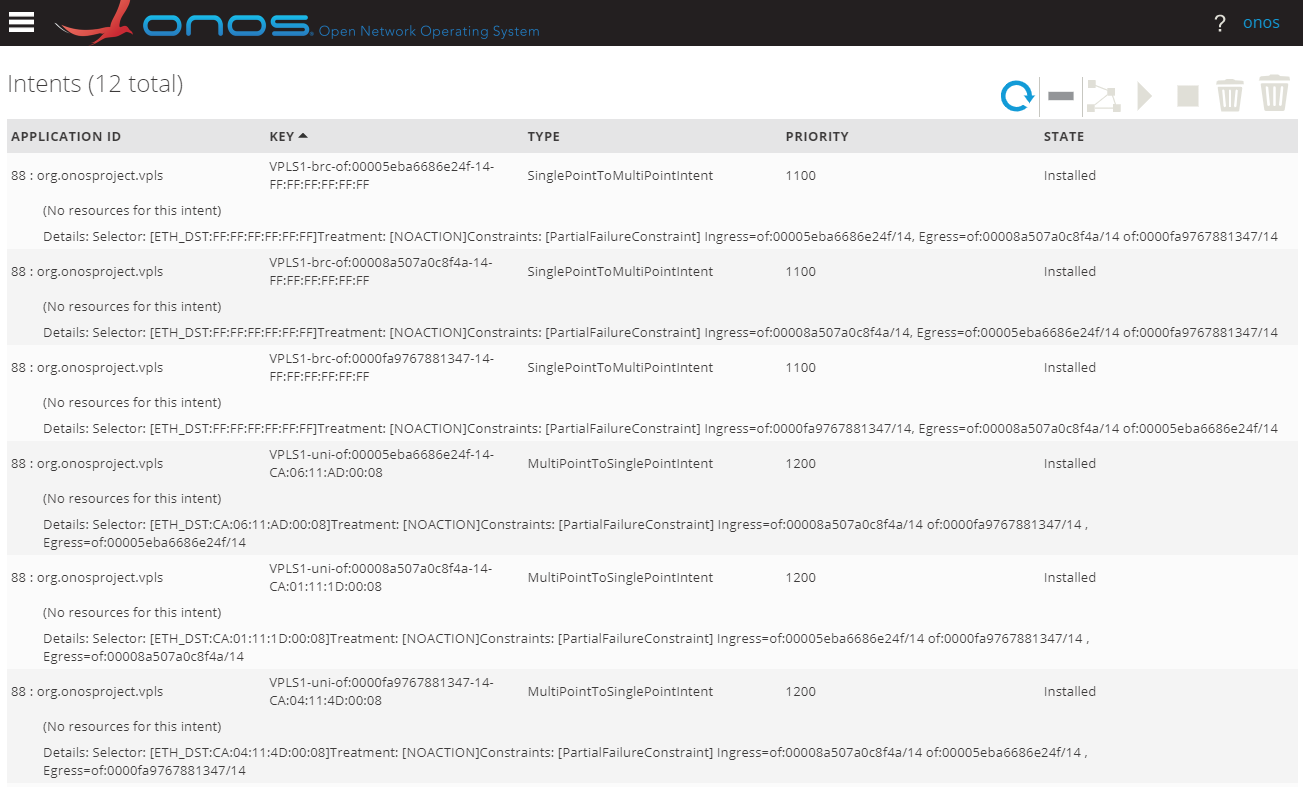 onos Open Network Operating System ? onos
Intents (12 total)
APPLICATION ID KEY TYPE PRIORITY STATE
88 : org.onosproject.vpls VPLS1-brc-of:00005eba6686e24f-14- SinglePointToMultiPointIntent 1100 Installed
FF:FF:FF:FF:FF:FF
(No resources for this intent)
Details: Selector: [ETH_DST:FF:FF:FF:FF:FF:FF]Treatment: [NOACTION]Constraints: [PartialFailureConstraint] Ingress=of:00005eba6686e24f/14, Egress=of:00008a507a0c8f4a/14 of:0000fa9767881347/14
88 : org.onosproject.vpls VPLS1-brc-of:00008a507a0c8f4a-14- SinglePointToMultiPointIntent 1100 Installed
FF:FF:FF:FF:FF:FF
(No resources for this intent)
Details: Selector: [ETH_DST:FF:FF:FF:FF:FF:FF]Treatment: [NOACTION]Constraints: [PartialFailureConstraint] Ingress=of:00008a507a0c8f4a/14, Egress=of:00005eba6686e24f/14 of:0000fa9767881347/14
88 : org.onosproject.vpls VPLS1-brc-of:0000fa9767881347-14- SinglePointToMultiPointIntent 1100 Installed
FF:FF:FF:FF:FF:FF
(No resources for this intent)
Details: Selector: [ETH_DST:FF:FF:FF:FF:FF:FF]Treatment: [NOACTION]Constraints: [PartialFailureConstraint] Ingress=of:0000fa9767881347/14, Egress=of:00008a507a0c8f4a/14 of:00005eba6686e24f/14
88 : org.onosproject.vpls VPLS1-uni-of:00005eba6686e24f-14- MultiPointToSinglePointIntent 1200 Installed
CA:06:11:AD:00:08
(No resources for this intent)
Details: Selector: [ETH_DST:CA:06:11:AD:00:08]Treatment: [NOACTION]Constraints: [PartialFailureConstraint] Ingress=of:00008a507a0c8f4a/14 of:0000fa9767881347/14 ,
Egress=of:00005eba6686e24f/14
88 : org.onosproject.vpls VPLS1-uni-of:00008a507a0c8f4a-14- MultiPointToSinglePointIntent 1200 Installed
CA:01:11:1D:00:08
(No resources for this intent)
Details: Selector: [ETH_DST:CA:01:11:1D:00:08]Treatment: [NOACTION]Constraints: [PartialFailureConstraint] Ingress=of:00005eba6686e24f/14 of:0000fa9767881347/14 ,
Egress=of:00008a507a0c8f4a/14
88 : org.onosproject.vpls VPLS1-uni-of:0000fa9767881347-14- MultiPointToSinglePointIntent 1200 Installed
CA:04:11:4D:00:08
(No resources for this intent)
Details: Selector: [ETH_DST:CA:04:11:4D:00:08]Treatment: [NOACTION]Constraints: [PartialFailureConstraint] Ingress=of:00008a507a0c8f4a/14 of:00005eba6686e24f/14 ,
Egress=of:0000fa9767881347/14